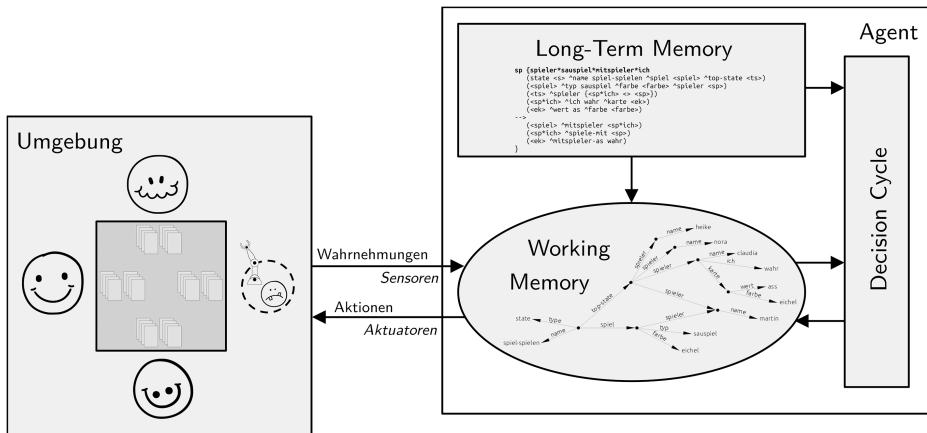 Agent
Long-Term Memory
sp {spieler*sauspiel*mitspieler*ich
(state <s> ^name spiel-spielen ^spiel <spiel> ^top-state <ts>)
(<spiel> ^typ sauspiel ^farbe <farbe> ^spieler <sp>)
(<ts> ^spieler {<sp*ich> <> <sp>})
(<sp*ich> ^ich wahr ^karte <ek>)
(<ek> ^wert as ^farbe <farbe>)
-->
(<spiel> ^mitspieler <sp*ich>)
(<sp*ich> ^spiele-mit <sp>)
(<ek> ^mitspieler-as wahr)
}
Decision Cycle
Umgebung
Wahrnehmungen
Sensoren
Aktionen
Aktuatoren
Working
Memory
name
heike
spieler
name
nora
spieler
name
claudia
spieler
ich
wahr
karte
wert
ass
farbe
eichel
top-state
spieler
name
martin
spieler
state
type
spiel
typ
sauspiel
name
farbe
spiel-spielen
eichel